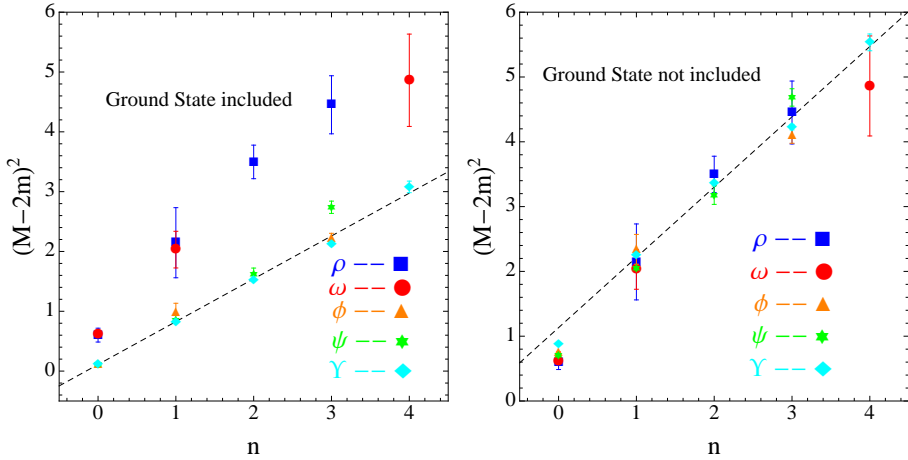 6
5
4
3
2
1
0
(M−2m)²
Ground State included
ρ
ω
ϕ
ψ
ϒ
0 1 2 3 4
n
6
5
4
3
2
1
0
(M−2m)²
Ground State not included
ρ
ω
ϕ
ψ
ϒ
0 1 2 3 4
n